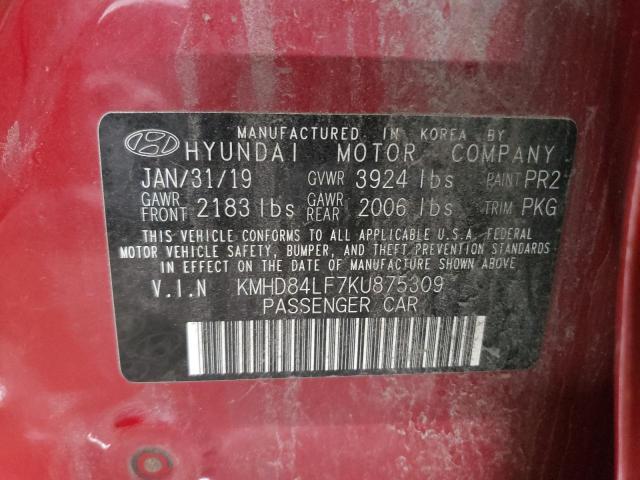 MANUFACTURED IN KOREA BY
HYUNDAI MOTOR COMPANY
JAN/31/19 GVWR 3924 lbs PAINT PR2
GAWR FRONT 2183 lbs GAWR REAR 2006 lbs TRIM PKG
THIS VEHICLE CONFORMS TO ALL APPLICABLE U.S.A. FEDERAL
MOTOR VEHICLE SAFETY, BUMPER, AND THEFT PREVENTION STANDARDS
IN EFFECT ON THE DATE OF MANUFACTURE SHOWN ABOVE.
V.I.N KMHD84LF7KU875309
PASSENGER CAR